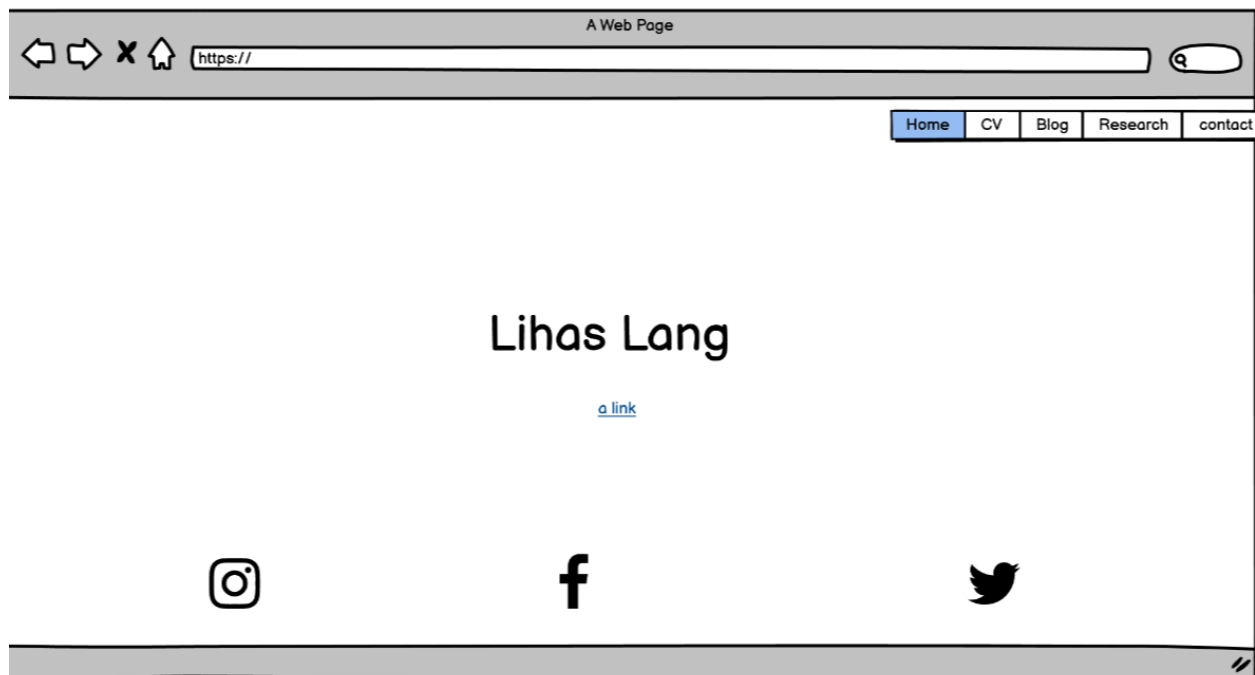 A Web Page
https://
Home CV Blog Research contact
Lihas Lang
a link